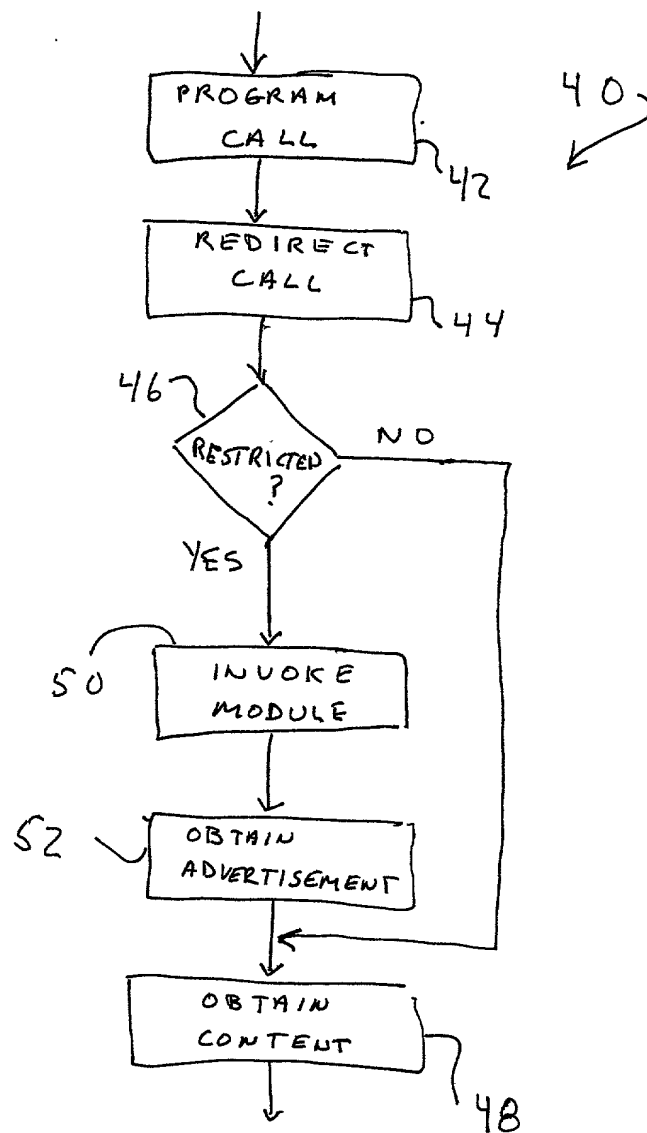 PROGRAM
CALL
40
42
REDIRECT
CALL
44
46
RESTRICTED
?
NO
YES
50
INVOKE
MODULE
52
OBTAIN
ADVERTISEMENT
OBTAIN
CONTENT
48